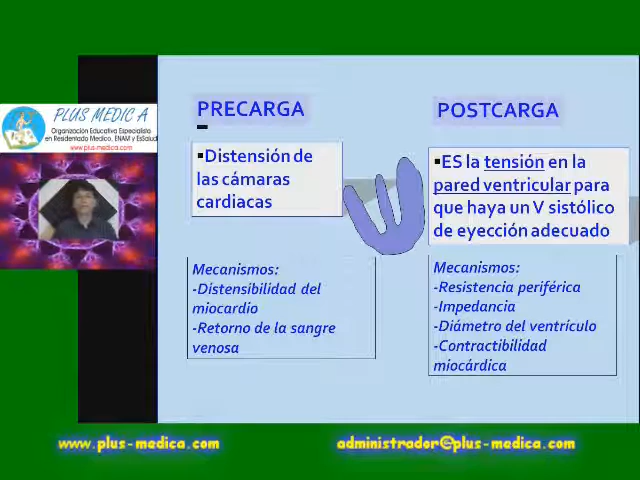 PLUS MEDIC A
Organización Educativa Especialista
en Residentado Medico, ENAM y EsSalud
www.plus-medica.com
PRECARGA
▪Distensión de
las cámaras
cardiacas
Mecanismos:
-Distensíbilidad del
miocardio
-Retorno de la sangre
venosa
POSTCARGA
▪ES la tensión en la
pared ventricular para
que haya un V sistólico
de eyección adecuado
Mecanismos:
-Resistencia periférica
-Impedancia
-Diámetro del ventrículo
-Contractibilidad
miocárdica
www.plus-medica.com
administrador@plus-medica.com